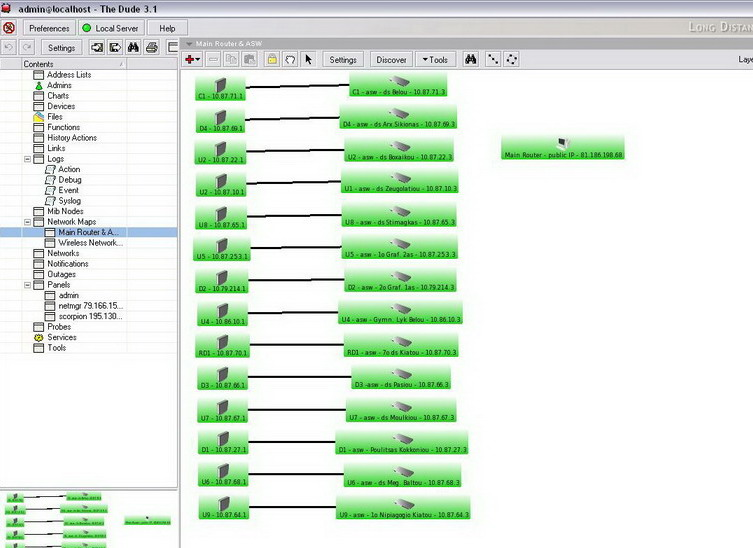 admin@localhost - The Dude 3.1
Preferences
Local Server
Help
Settings
Contents
Address Lists
Admins
Charts
Devices
Files
Functions
History Actions
Links
Logs
Action
Debug
Event
Syslog
Mib Nodes
Network Maps
Main Router & A...
Wireless Network...
Networks
Notifications
Outages
Panels
admin
netmgr 79.166.15...
scorpion 195.130...
Probes
Services
Tools
Main Router & ASW
Settings
Discover
Tools
C1 - 10.87.71.1
C1 - asw - ds Belou - 10.87.71.3
D4 - 10.87.69.1
D4 - asw - ds Arx Sikionas - 10.87.69.3
U2 - 10.87.22.1
U2 - asw - ds Boxaikou - 10.87.22.3
Main Router - public IP - 81.186.198.68
U2 - 10.87.10.1
U1 - asw - ds Zeugolatiou - 10.87.10.3
U8 - 10.87.65.1
U8 - asw - ds Stimagkas - 10.87.65.3
U5 - 10.87.253.1
U5 - asw - 1o Graf. 2as - 10.87.253.3
D2 - 10.79.214.1
D2 - asw - 2o Graf. 1as - 10.79.214.3
U4 - 10.86.10.1
U4 - asw - Gymn. Lyk Belou - 10.86.10.3
RD1 - 10.87.70.1
RD1 - asw - 7o ds Kiatou - 10.87.70.3
D3 - 10.87.66.1
D3 -asw - ds Pasiou - 10.87.66.3
U7 - 10.87.67.1
U7 - asw - ds Moulkiou - 10.87.67.3
D1 - 10.87.27.1
D1 - asw - Poulitsas Kokkoniou - 10.87.27.3
U6 - 10.87.68.1
U6 - asw - ds Meg. Baltou - 10.87.68.3
U9 - 10.87.64.1
U9 - asw - 1o Nipiagogio Kiatou - 10.87.64.3